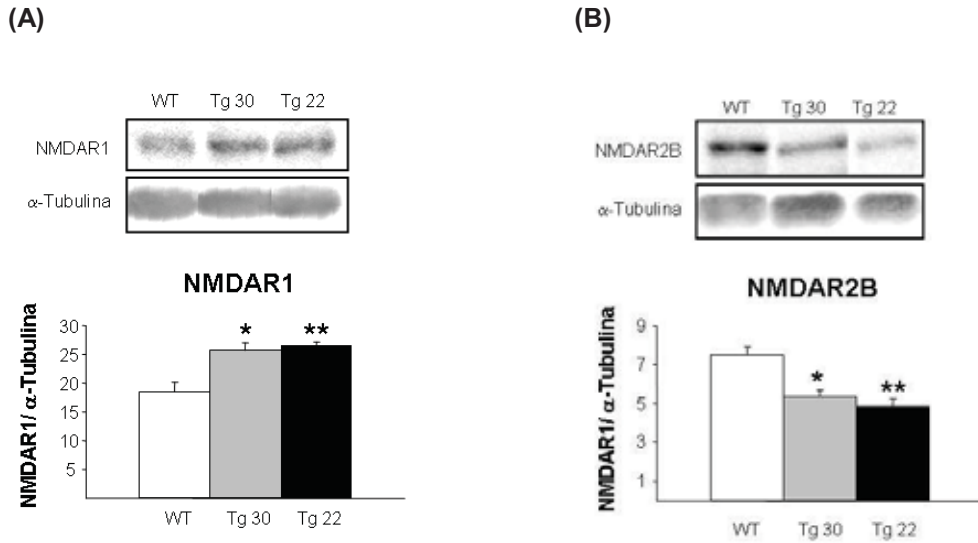 (A)
WT Tg 30 Tg 22
NMDAR1
α-Tubulina
NMDAR1
NMDAR1/ α-Tubulina
30
25
20
15
10
5
*
**
WT Tg 30 Tg 22
(B)
WT Tg 30 Tg 22
NMDAR2B
α-Tubulina
NMDAR2B
NMDAR1/ α-Tubulina
9
7
5
3
1
*
**
WT Tg 30 Tg 22